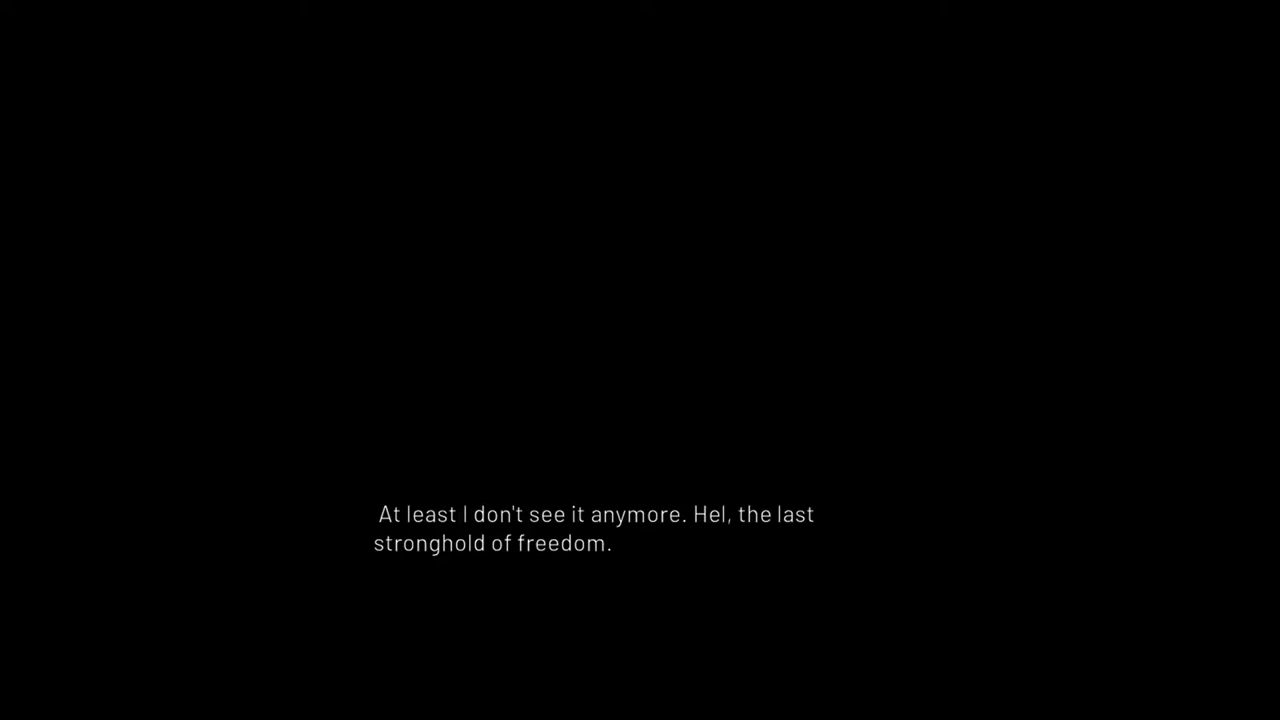 At least I don't see it anymore. Hel, the last
stronghold of freedom.